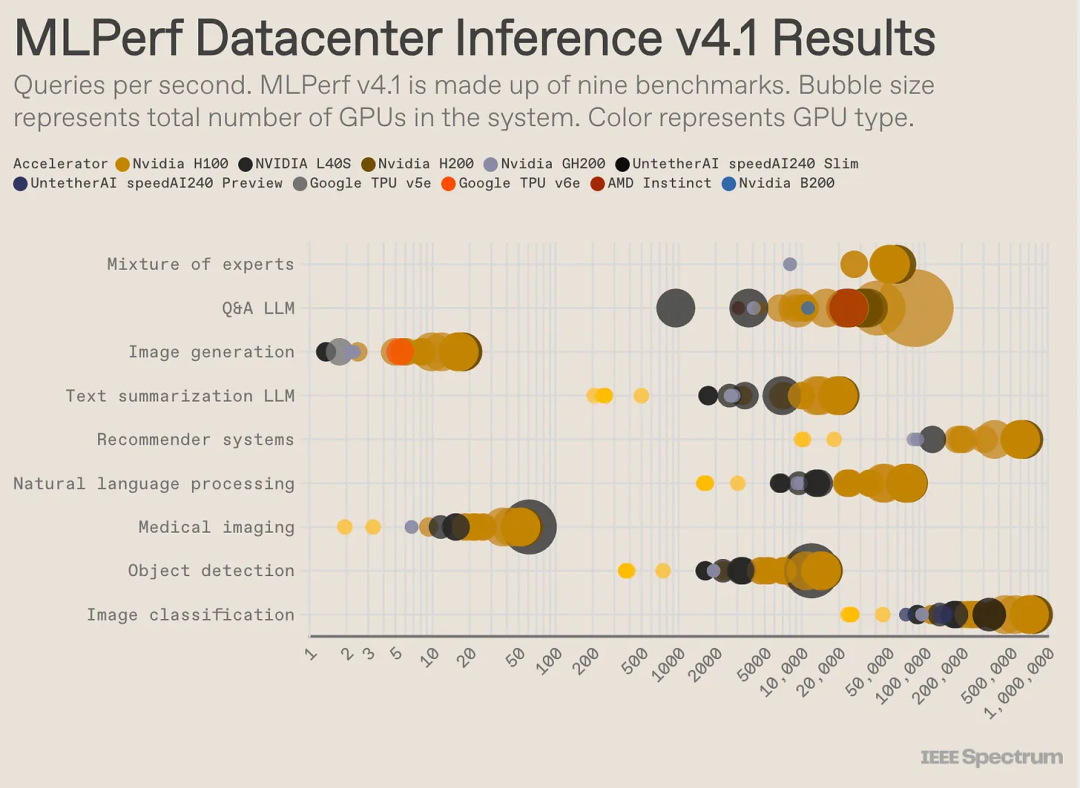 MLPerf Datacenter Inference v4.1 Results
Queries per second. MLPerf v4.1 is made up of nine benchmarks. Bubble size
represents total number of GPUs in the system. Color represents GPU type.
Accelerator Nvidia H100 NVIDIA L40S Nvidia H200 Nvidia GH200 UntetherAI speedAI240 Slim
UntetherAI speedAI240 Preview Google TPU v5e Google TPU v6e AMD Instinct Nvidia B200
Mixture of experts
Q&A LLM
Image generation
Text summarization LLM
Recommender systems
Natural language processing
Medical imaging
Object detection
Image classification
1 2 3 5 10 20 50 100 200 500 1000 2000 5000 10,000 20,000 50,000 100,000 200,000 500,000 1,000,000
IEEE Spectrum